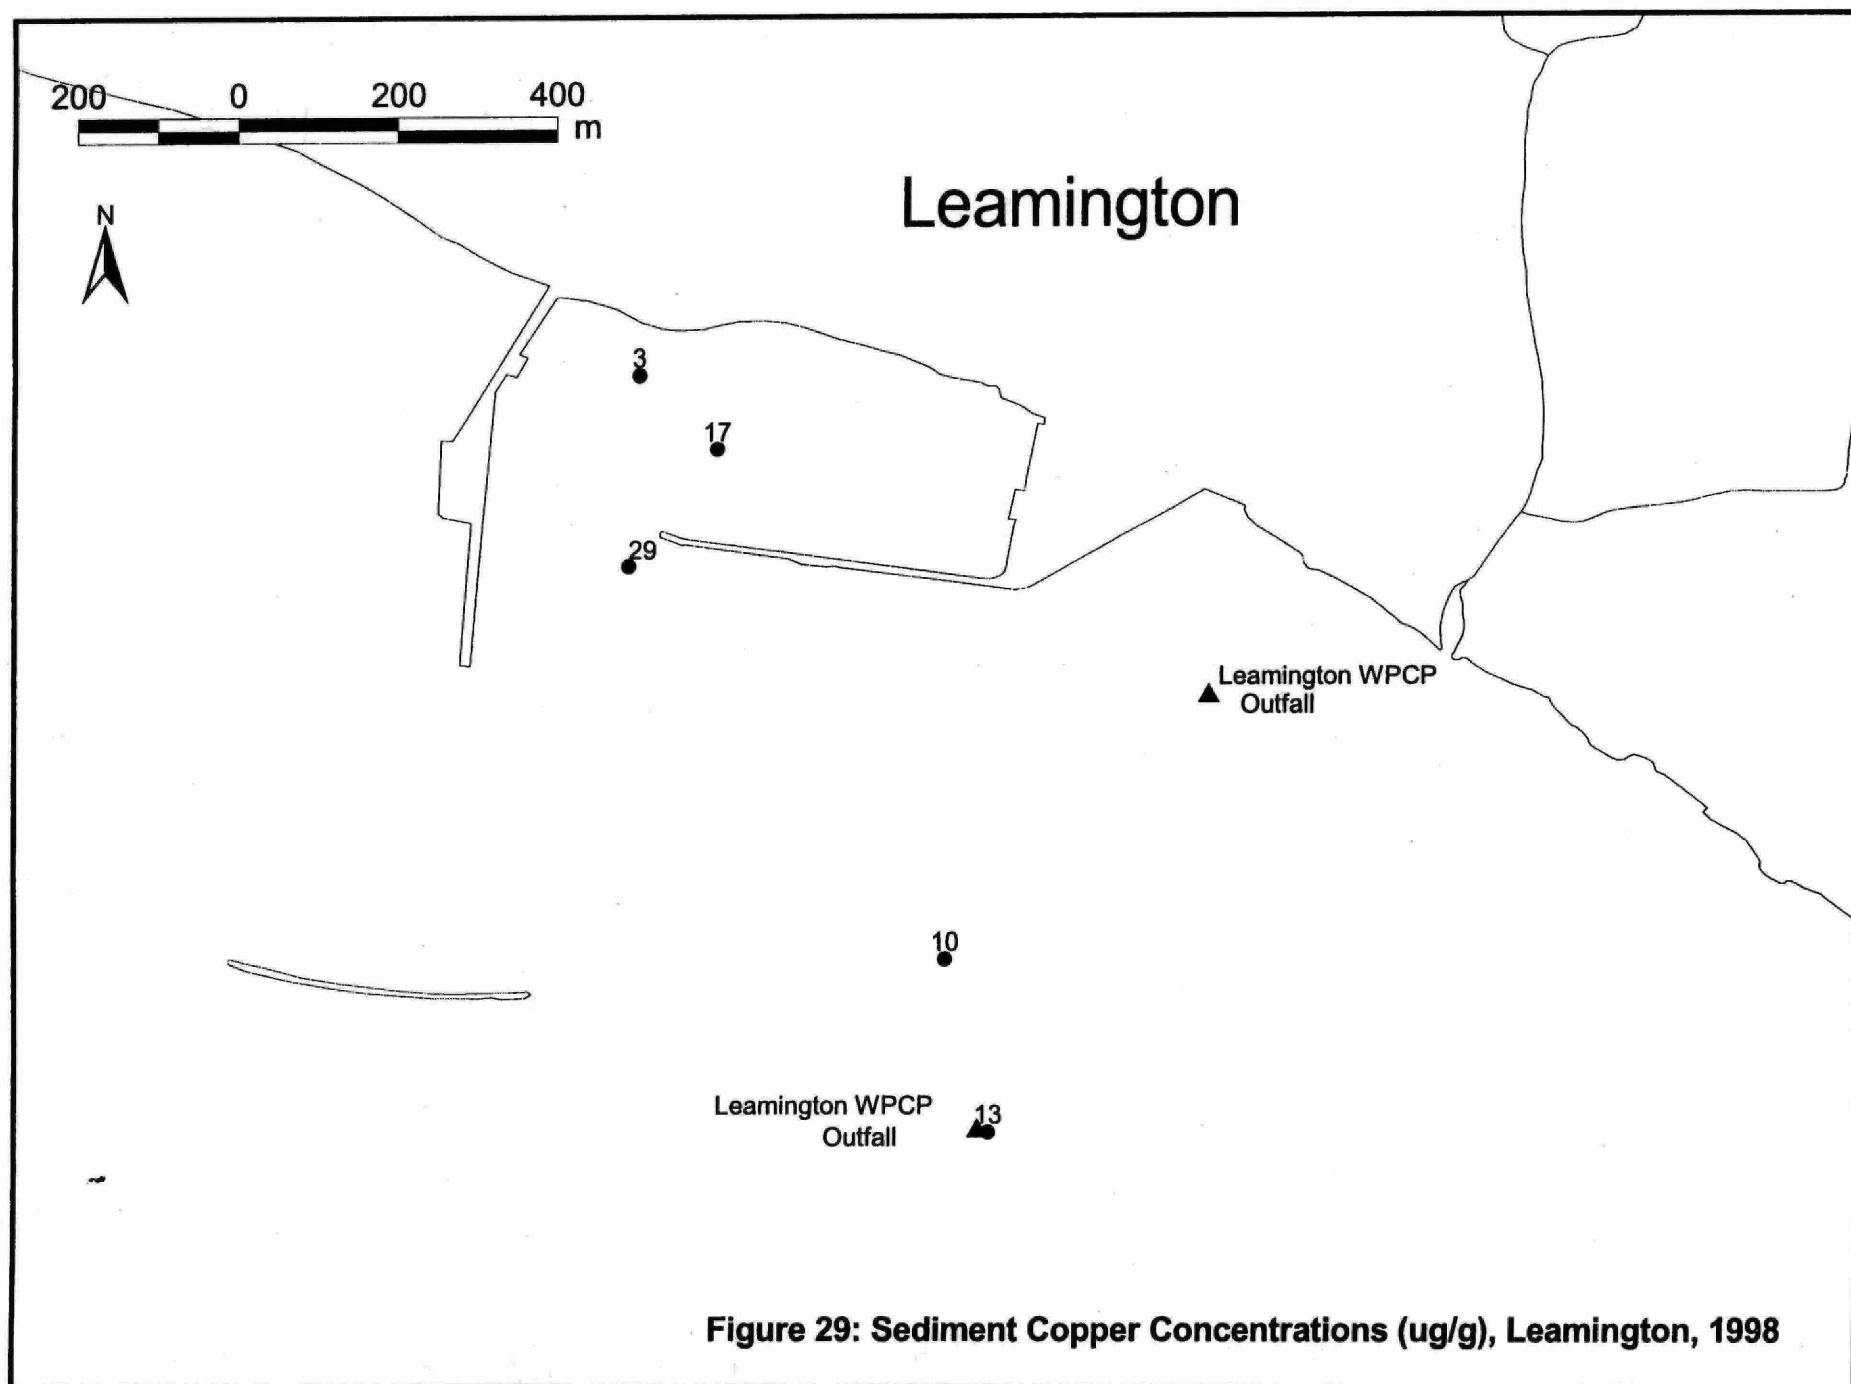 200 0 200 400
m
N
Leamington
3
17
29
Leamington WPCP
Outfall
10
Leamington WPCP
Outfall
13
Figure 29: Sediment Copper Concentrations (ug/g), Leamington, 1998